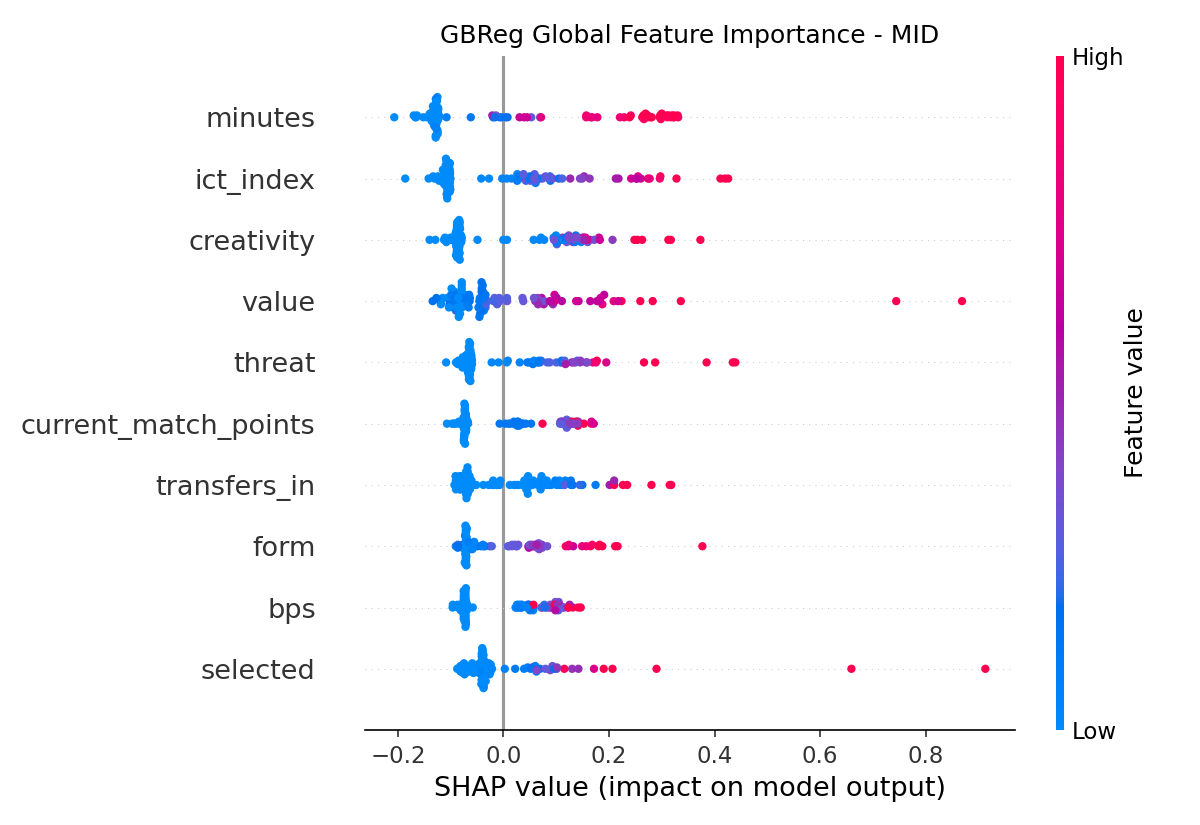 GBReg Global Feature Importance - MID
High
minutes
ict_index
creativity
value
threat
current_match_points
transfers_in
form
bps
selected
Feature value
Low
−0.2 0.0 0.2 0.4 0.6 0.8
SHAP value (impact on model output)